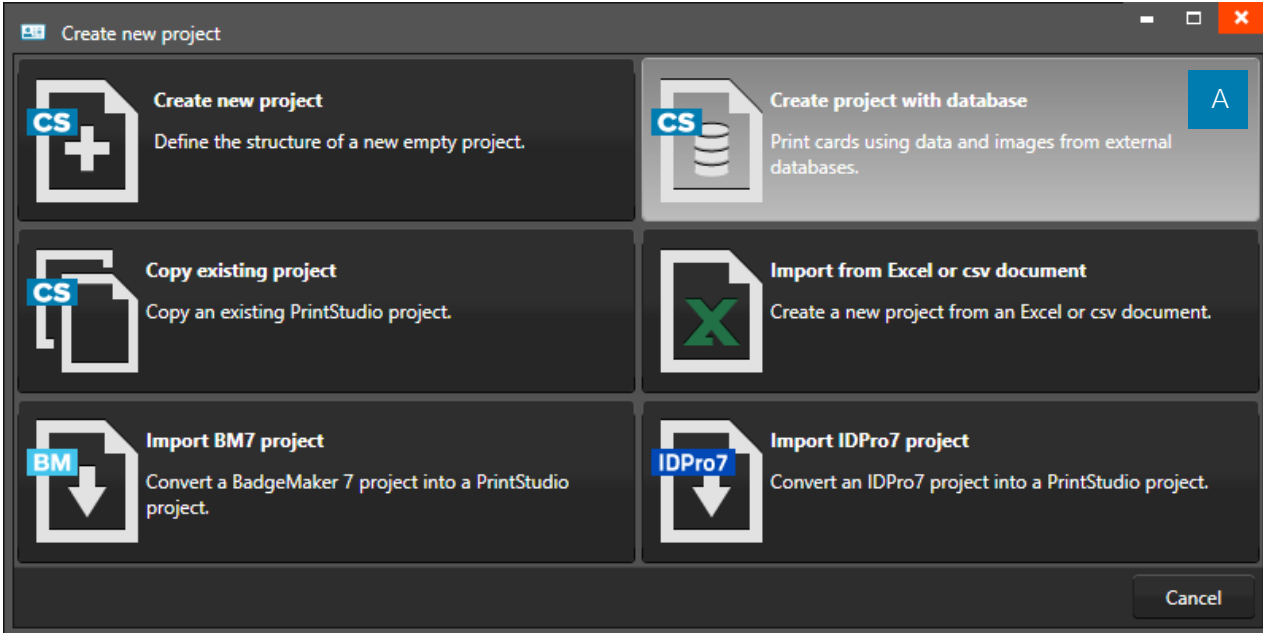 Create new project
CS
Create new project
Define the structure of a new empty project.
CS
Create project with database
Print cards using data and images from external
databases.
A
CS
Copy existing project
Copy an existing PrintStudio project.
X
Import from Excel or csv document
Create a new project from an Excel or csv document.
BM
Import BM7 project
Convert a BadgeMaker 7 project into a PrintStudio
project.
IDPro7
Import IDPro7 project
Convert an IDPro7 project into a PrintStudio project.
Cancel